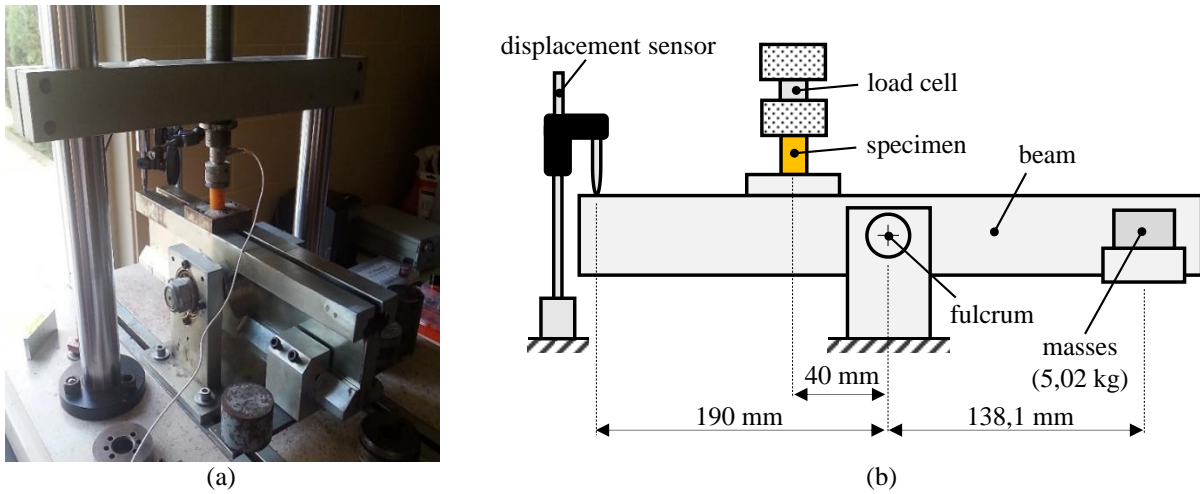 displacement sensor
load cell
specimen
beam
fulcrum
masses
(5,02 kg)
40 mm
190 mm
138,1 mm
(a)
(b)